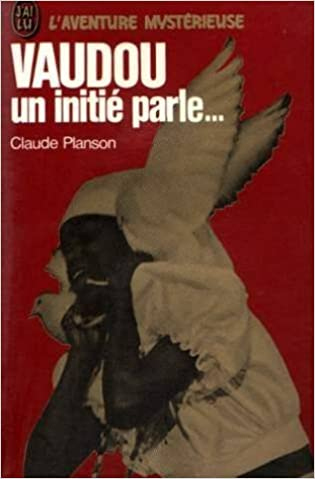 J'AI
LU
L'AVENTURE MYSTÉRIEUSE
VAUDOU
un initié parle...
Claude Planson